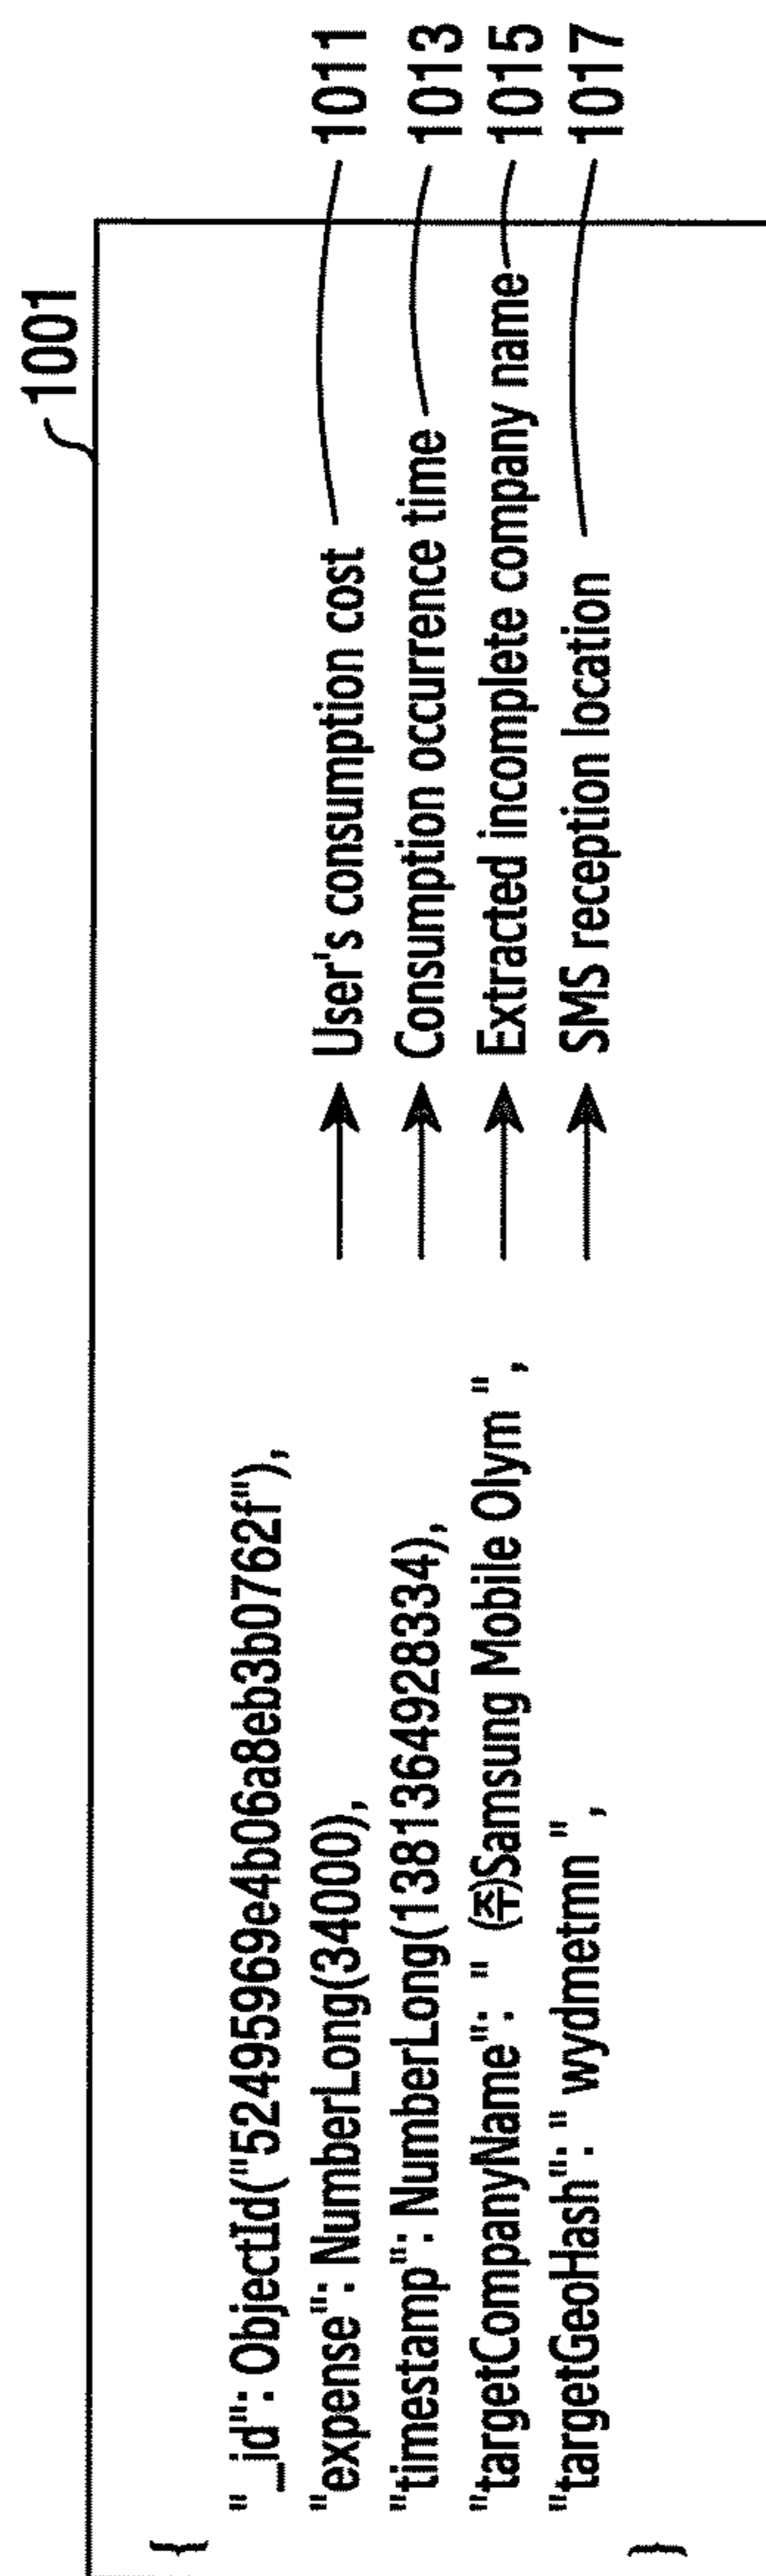 1001
{
"_id": ObjectId("52495969e4b06a8eb3b0762f"),
"expense": NumberLong(34000), User's consumption cost 1011
"timestamp": NumberLong(1381364928334), Consumption occurrence time 1013
"targetCompanyName": " (주)Samsung Mobile Olym ", Extracted incomplete company name 1015
"targetGeoHash": " wydmetmn ", SMS reception location 1017
}